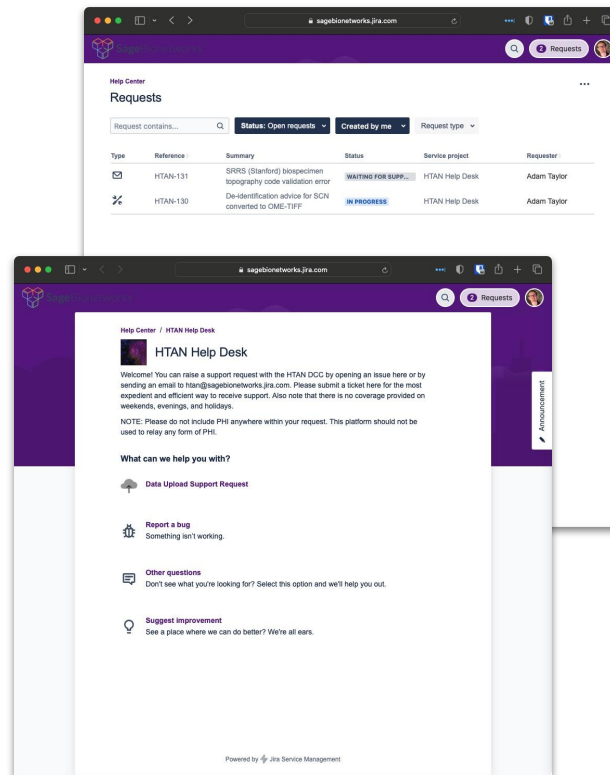 sagebionetworks.jira.com
SageBionetworks
2 Requests
Help Center
Requests
Request contains...
Status: Open requests
Created by me
Request type
Type Reference Summary Status Service project Requester
HTAN-131 SRRS (Stanford) biospecimen topography code validation error WAITING FOR SUPP... HTAN Help Desk Adam Taylor
HTAN-130 De-identification advice for SCN converted to OME-TIFF IN PROGRESS HTAN Help Desk Adam Taylor
sagebionetworks.jira.com
SageBionetworks
2 Requests
Help Center / HTAN Help Desk
HTAN Help Desk
Welcome! You can raise a support request with the HTAN DCC by opening an issue here or by
sending an email to htan@sagebionetworks.jira.com. Please submit a ticket here for the most
expedient and efficient way to receive support. Also note that there is no coverage provided on
weekends, evenings, and holidays.
NOTE: Please do not include PHI anywhere within your request. This platform should not be
used to relay any form of PHI.
Announcement
What can we help you with?
Data Upload Support Request
Report a bug
Something isn't working.
Other questions
Don't see what you're looking for? Select this option and we'll help you out.
Suggest improvement
See a place where we can do better? We're all ears.
Powered by Jira Service Management